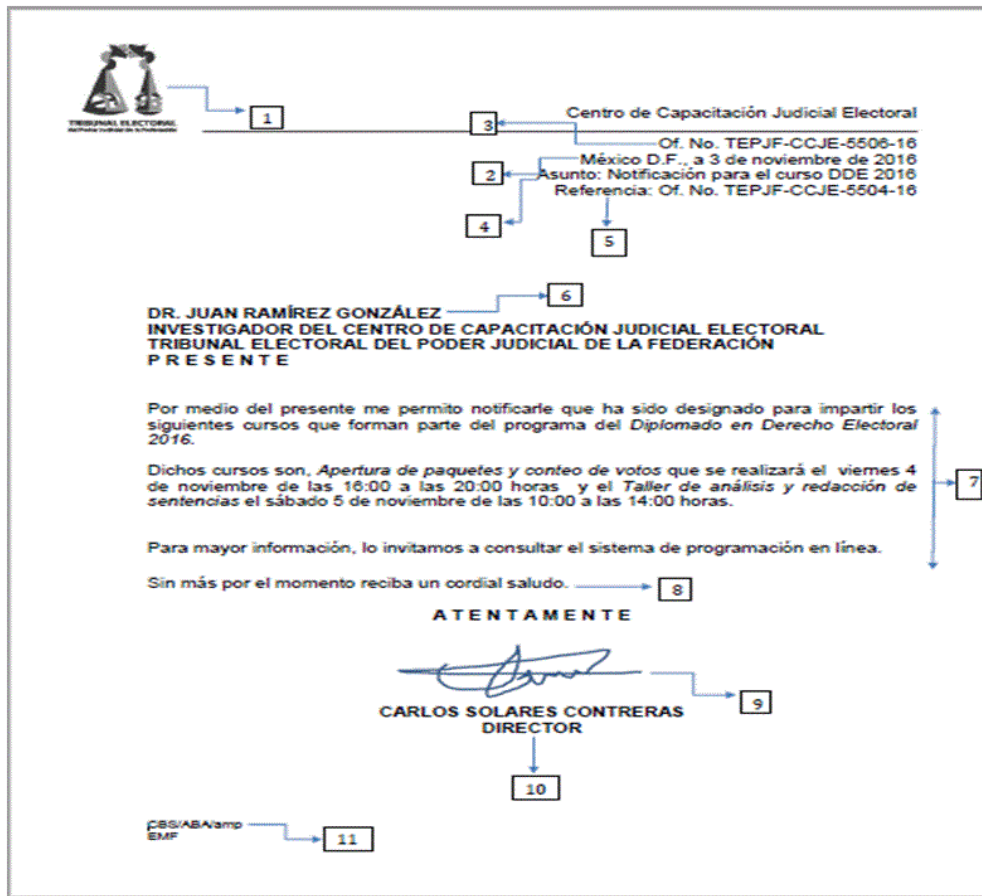 TRIBUNAL ELECTORAL
del Poder Judicial de la Federación
1
Centro de Capacitación Judicial Electoral
3
Of. No. TEPJF-CCJE-5506-16
México D.F., a 3 de noviembre de 2016
2
Asunto: Notificación para el curso DDE 2016
Referencia: Of. No. TEPJF-CCJE-5504-16
4
5
6
DR. JUAN RAMÍREZ GONZÁLEZ
INVESTIGADOR DEL CENTRO DE CAPACITACIÓN JUDICIAL ELECTORAL
TRIBUNAL ELECTORAL DEL PODER JUDICIAL DE LA FEDERACIÓN
P R E S E N T E
Por medio del presente me permito notificarle que ha sido designado para impartir los
siguientes cursos que forman parte del programa del Diplomado en Derecho Electoral
2016.
Dichos cursos son, Apertura de paquetes y conteo de votos que se realizará el viernes 4
de noviembre de las 16:00 a las 20:00 horas y el Taller de análisis y redacción de
sentencias el sábado 5 de noviembre de las 10:00 a las 14:00 horas.
7
Para mayor información, lo invitamos a consultar el sistema de programación en línea.
Sin más por el momento reciba un cordial saludo.
8
A T E N T A M E N T E
9
CARLOS SOLARES CONTRERAS
DIRECTOR
10
CBS/ABA/amp
EMF
11